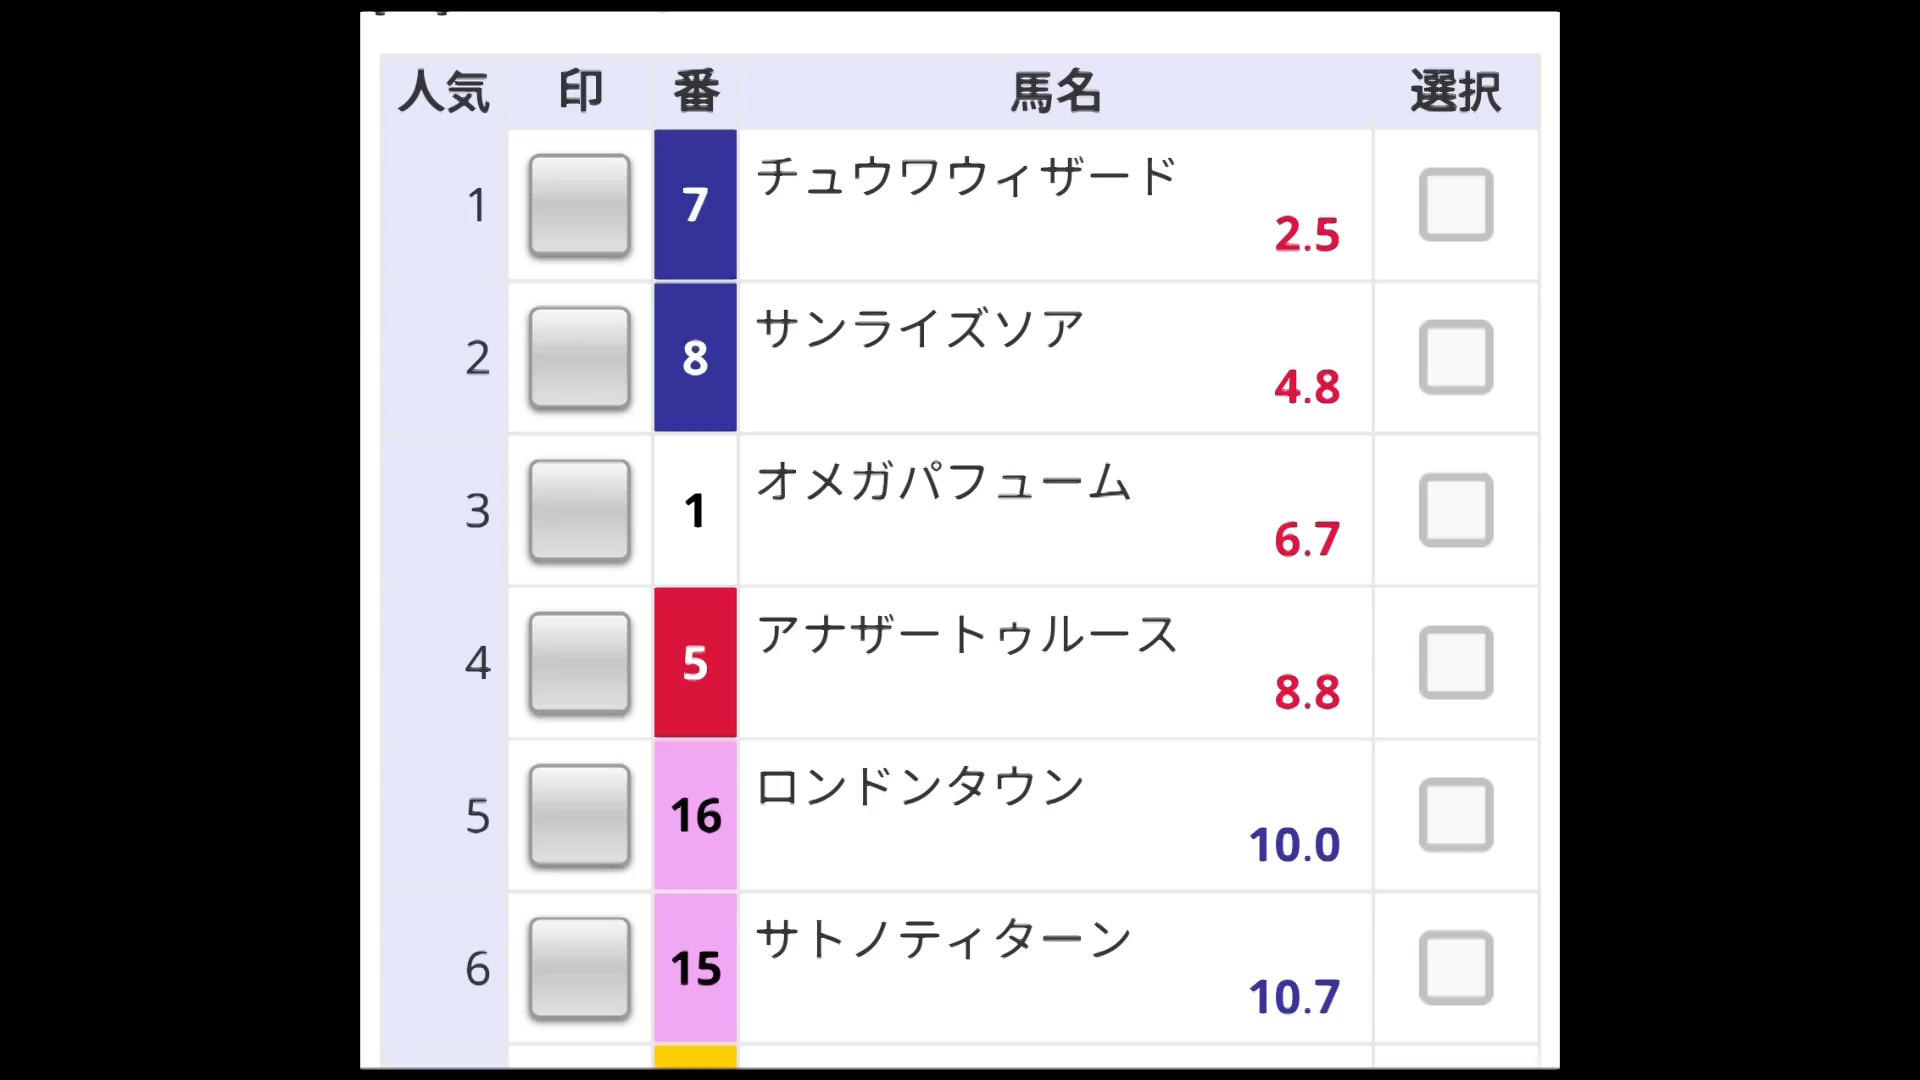 人気 印 番 馬名 選択
1 7 チュウワウィザード
2.5
2 8 サンライズソア
4.8
3 1 オメガパフューム
6.7
4 5 アナザートゥルース
8.8
5 16 ロンドンタウン
10.0
6 15 サトノティターン
10.7